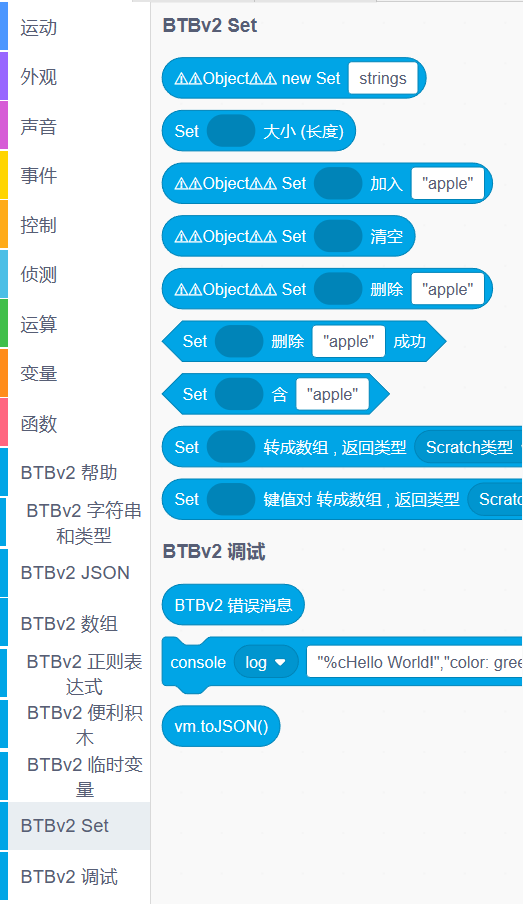 运动
外观
声音
事件
控制
侦测
运算
变量
函数
BTBv2 帮助
BTBv2 字符串
和类型
BTBv2 JSON
BTBv2 数组
BTBv2 正则表
达式
BTBv2 便利积
木
BTBv2 临时变
量
BTBv2 Set
BTBv2 调试
BTBv2 Set
⚠⚠Object⚠⚠ new Set strings
Set 大小 (长度)
⚠⚠Object⚠⚠ Set 加入 "apple"
⚠⚠Object⚠⚠ Set 清空
⚠⚠Object⚠⚠ Set 删除 "apple"
Set 删除 "apple" 成功
Set 含 "apple"
Set 转成数组 , 返回类型 Scratch类型
Set 键值对 转成数组 , 返回类型 Scratc
BTBv2 调试
BTBv2 错误消息
console log "%cHello World!","color: gree
vm.toJSON()